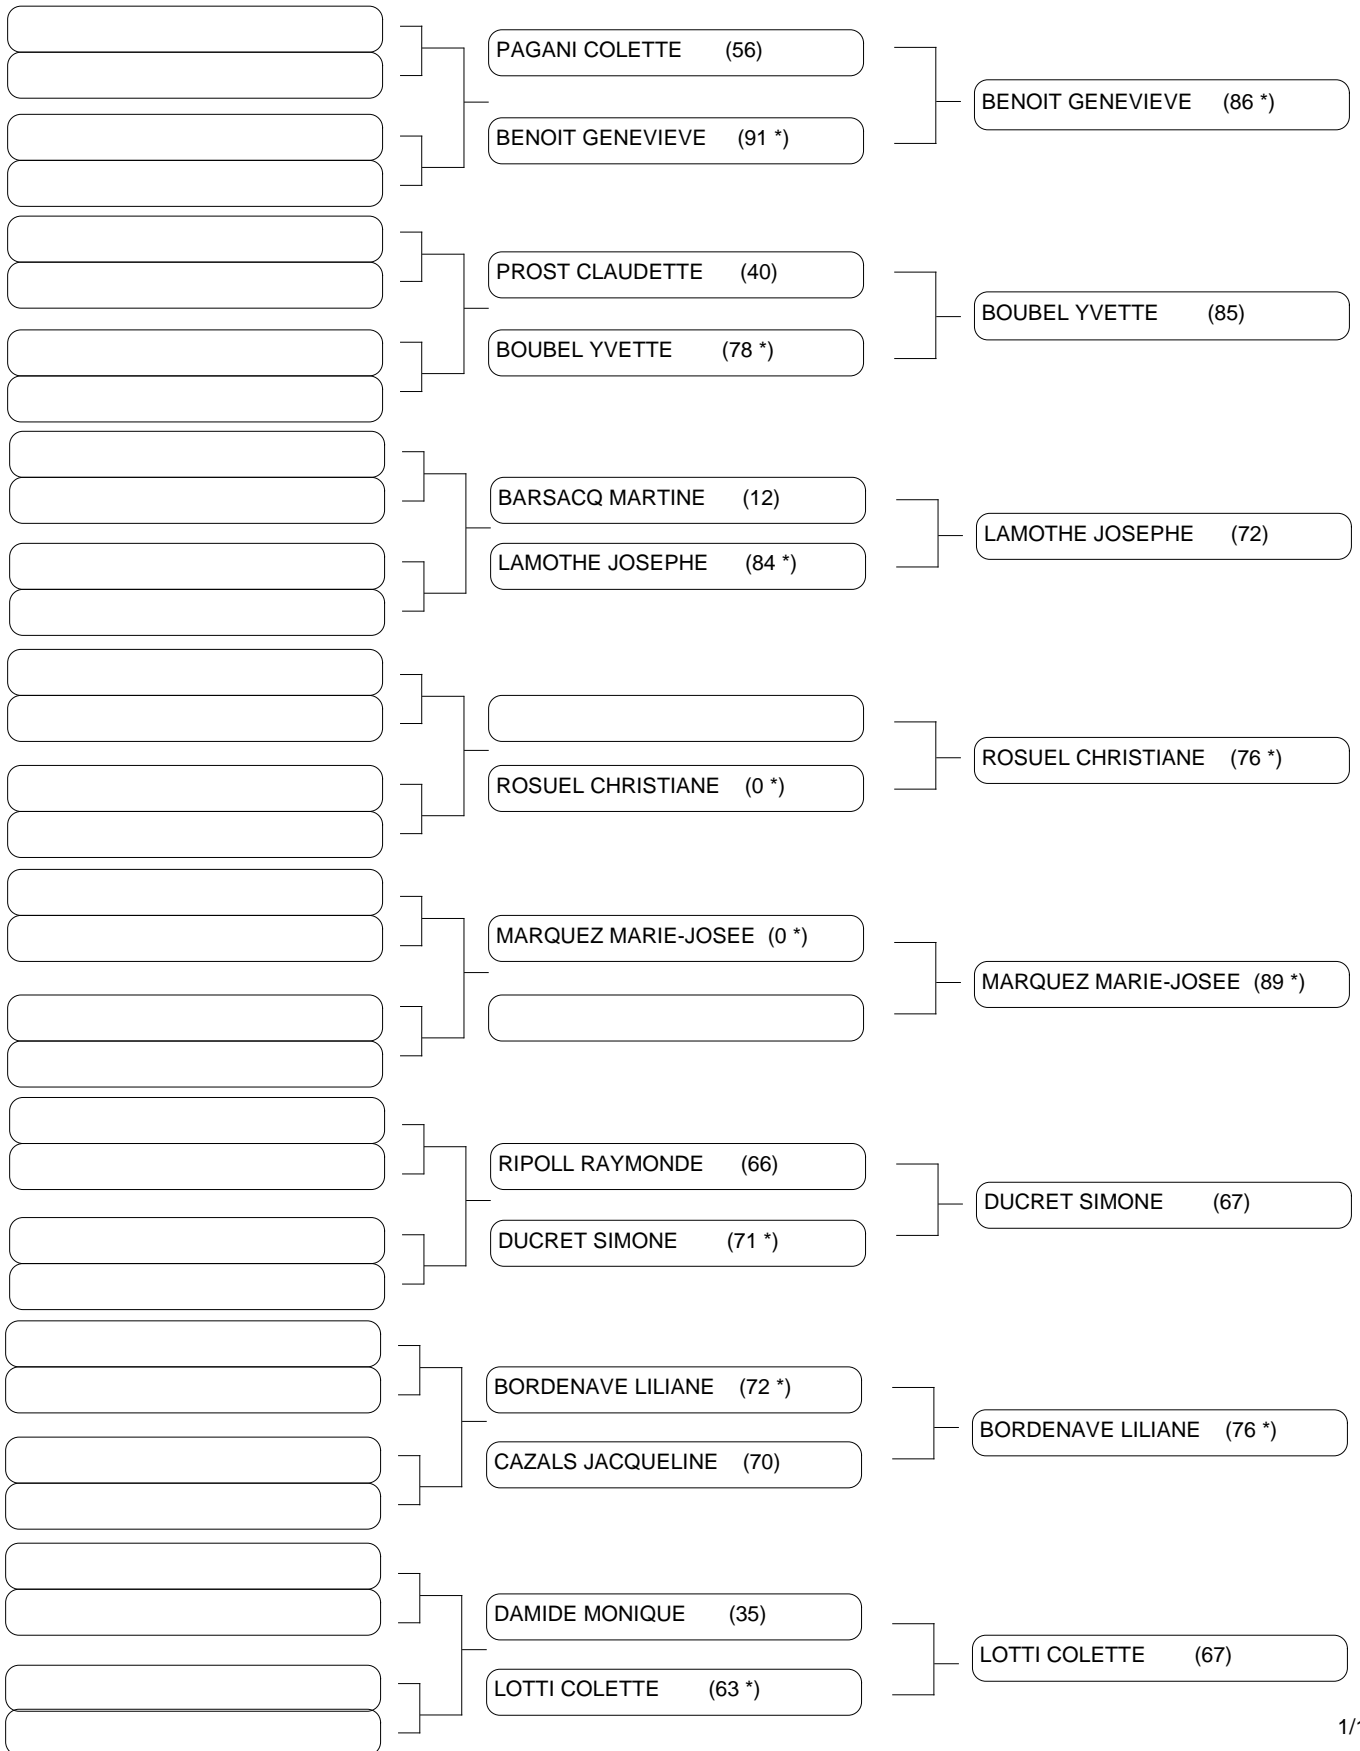 PAGANI COLETTE (56)
BENOIT GENEVIEVE (86 *)
BENOIT GENEVIEVE (91 *)
PROST CLAUDETTE (40)
BOUBEL YVETTE (85)
BOUBEL YVETTE (78 *)
BARSACQ MARTINE (12)
LAMOTHE JOSEPHE (72)
LAMOTHE JOSEPHE (84 *)
ROSUEL CHRISTIANE (76 *)
ROSUEL CHRISTIANE (0 *)
MARQUEZ MARIE-JOSEE (0 *)
MARQUEZ MARIE-JOSEE (89 *)
RIPOLL RAYMONDE (66)
DUCRET SIMONE (67)
DUCRET SIMONE (71 *)
BORDENAVE LILIANE (72 *)
BORDENAVE LILIANE (76 *)
CAZALS JACQUELINE (70)
DAMIDE MONIQUE (35)
LOTTI COLETTE (67)
LOTTI COLETTE (63 *)